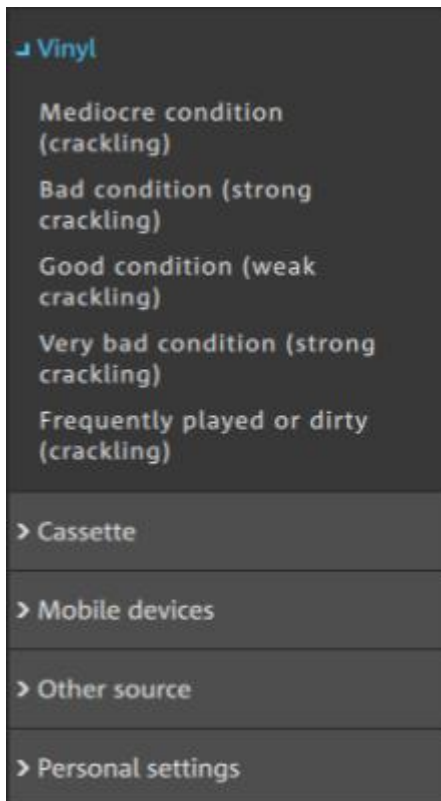 Vinyl
Mediocre condition
(crackling)
Bad condition (strong
crackling)
Good condition (weak
crackling)
Very bad condition (strong
crackling)
Frequently played or dirty
(crackling)
Cassette
Mobile devices
Other source
Personal settings